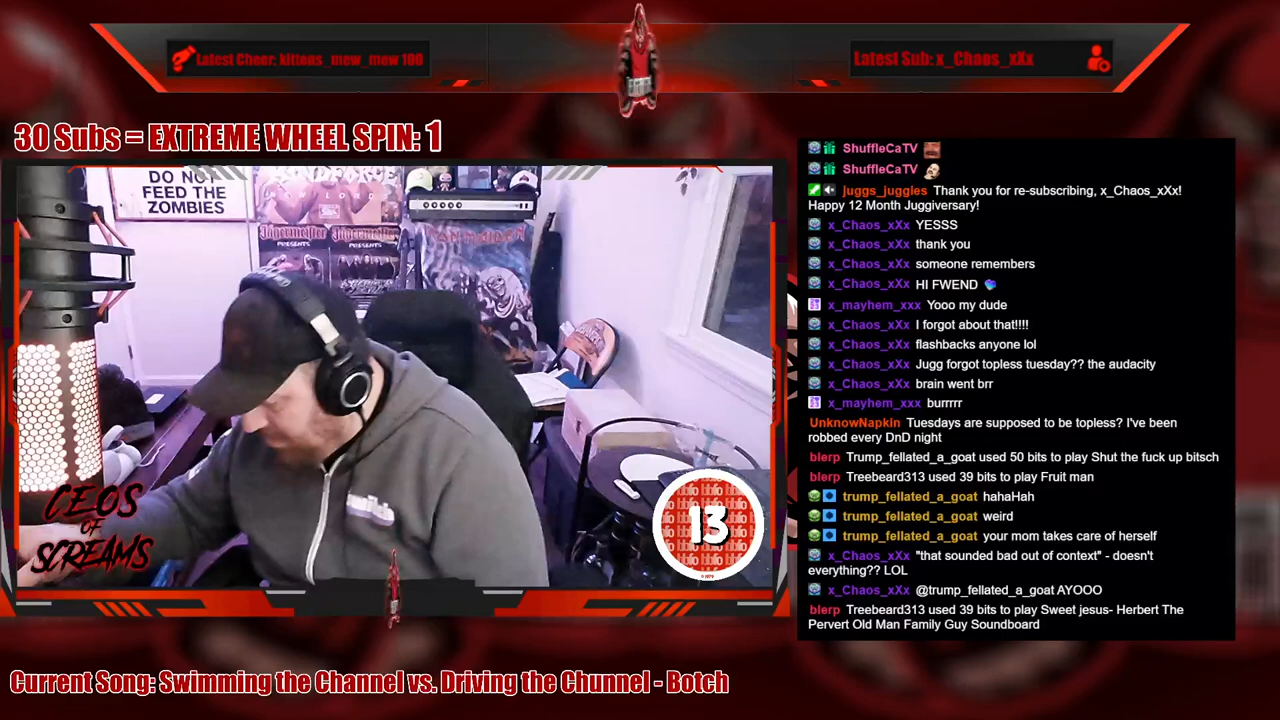 Latest Cheer: kittens_mew_mew 100
Latest Sub: x_Chaos_xXx
30 Subs = EXTREME WHEEL SPIN: 1
DO NOT
FEED THE
ZOMBIES
Jägermeister
PRESENTS
Jägermeister
PRESENTS
IRON MAIDEN
CEOS
OF
SCREAMS
13
ShuffleCaTV
ShuffleCaTV
juggs_juggles Thank you for re-subscribing, x_Chaos_xXx!
Happy 12 Month Juggiversary!
x_Chaos_xXx YESSS
x_Chaos_xXx thank you
x_Chaos_xXx someone remembers
x_Chaos_xXx HI FWEND
x_mayhem_xxx Yooo my dude
x_Chaos_xXx I forgot about that!!!!
x_Chaos_xXx flashbacks anyone lol
x_Chaos_xXx Jugg forgot topless tuesday?? the audacity
x_Chaos_xXx brain went brr
x_mayhem_xxx burrrrr
UnknowNapkin Tuesdays are supposed to be topless? I've been
robbed every DnD night
blerp Trump_fellated_a_goat used 50 bits to play Shut the fuck up bitsch
blerp Treebeard313 used 39 bits to play Fruit man
trump_fellated_a_goat hahaHah
trump_fellated_a_goat weird
trump_fellated_a_goat your mom takes care of herself
x_Chaos_xXx "that sounded bad out of context" - doesn't
everything?? LOL
x_Chaos_xXx @trump_fellated_a_goat AYOOO
blerp Treebeard313 used 39 bits to play Sweet jesus- Herbert The
Pervert Old Man Family Guy Soundboard
Current Song: Swimming the Channel vs. Driving the Chunnel - Botch